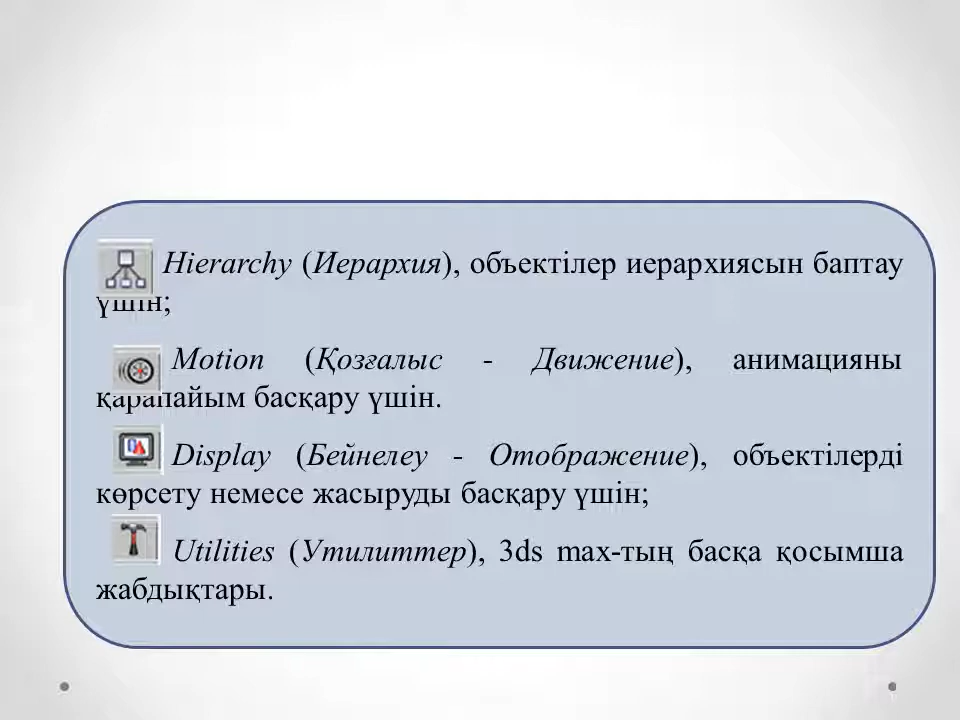 Hierarchy (Иерархия), объектілер иерархиясын баптау
үшін;
Motion (Қозғалыс - Движение), анимацияны
қарапайым басқару үшін.
Display (Бейнелеу - Отображение), объектілерді
көрсету немесе жасыруды басқару үшін;
Utilities (Утилиттер), 3ds max-тың басқа қосымша
жабдықтары.